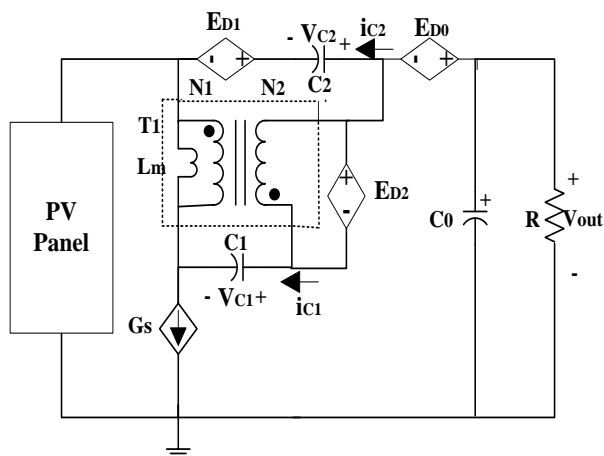 ED1
- VC2 +
iC2
ED0
- +
- +
N1 N2
C2
T1
Lm
+
ED2
-
PV
Panel
C1
- VC1+
iC1
Gs
+
C0
+
R Vout
-